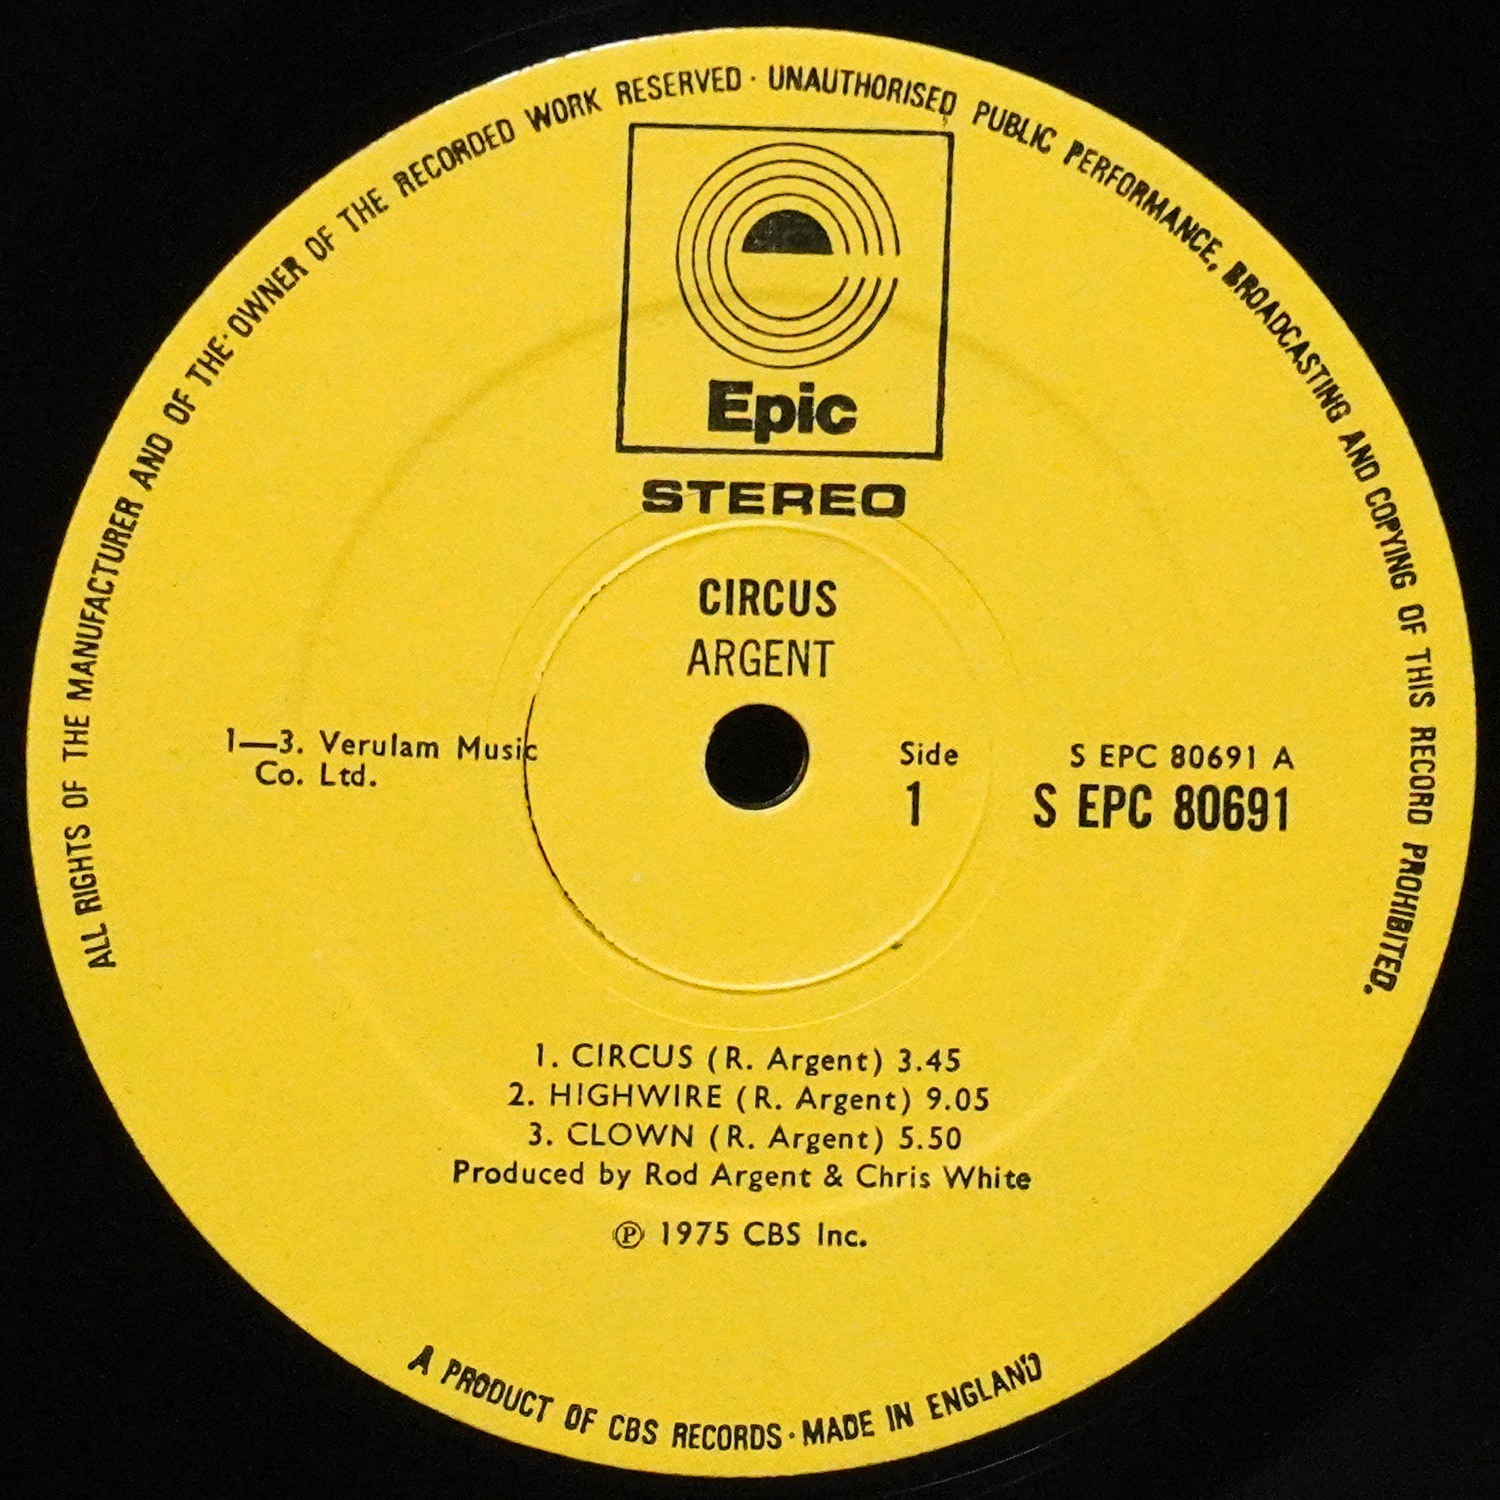 ALL RIGHTS OF THE MANUFACTURER AND OF THE OWNER OF THE RECORDED WORK RESERVED · UNAUTHORISED PUBLIC PERFORMANCE, BROADCASTING AND COPYING OF THIS RECORD PROHIBITED.
Epic
STEREO
CIRCUS
ARGENT
1—3. Verulam Music
Co. Ltd.
Side
1
S EPC 80691 A
S EPC 80691
1. CIRCUS (R. Argent) 3.45
2. HIGHWIRE (R. Argent) 9.05
3. CLOWN (R. Argent) 5.50
Produced by Rod Argent & Chris White
℗ 1975 CBS Inc.
A PRODUCT OF CBS RECORDS · MADE IN ENGLAND